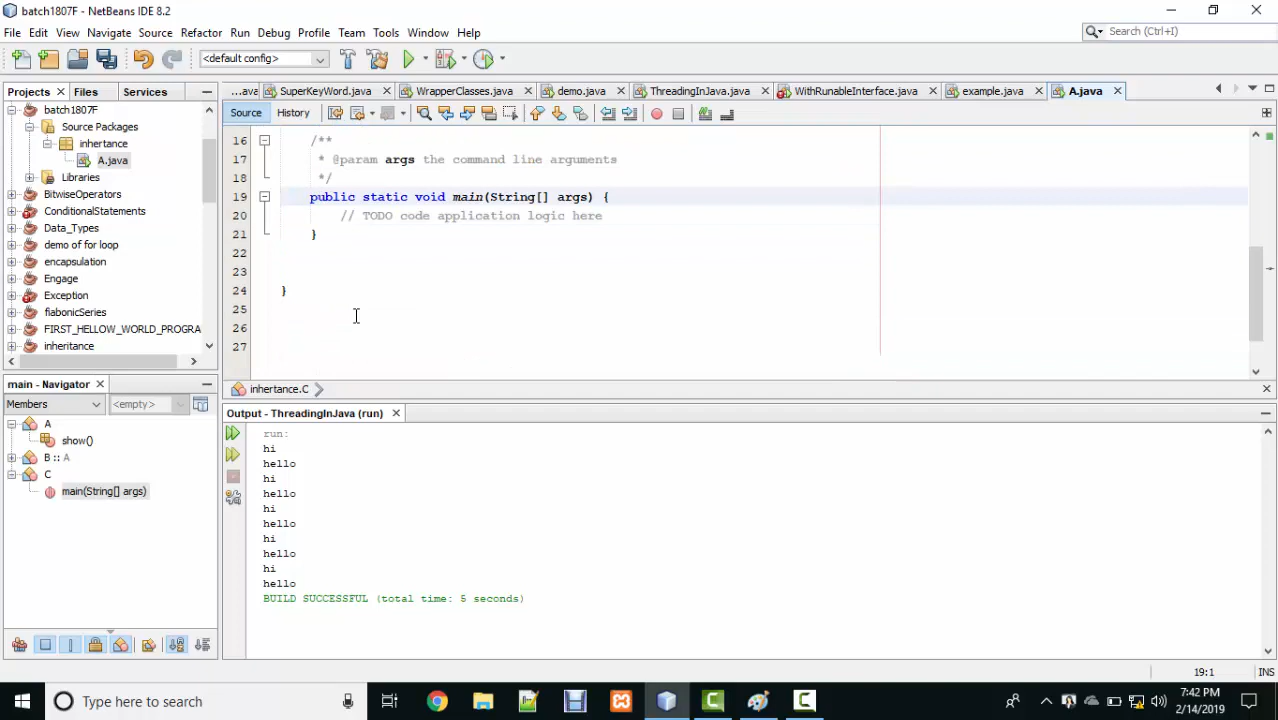 batch1807F - NetBeans IDE 8.2
File Edit View Navigate Source Refactor Run Debug Profile Team Tools Window Help
Search (Ctrl+I)
<default config>
Projects Files Services
...ava SuperKeyWord.java WrapperClasses.java demo.java ThreadingInJava.java WithRunableInterface.java example.java A.java
Source History
batch1807F
Source Packages
inhertance
A.java
Libraries
BitwiseOperators
ConditionalStatements
Data_Types
demo of for loop
encapsulation
Engage
Exception
fiabonicSeries
FIRST_HELLOW_WORLD_PROGRA
inheritance
16 /**
17 * @param args the command line arguments
18 */
19 public static void main(String[] args) {
20 // TODO code application logic here
21 }
22
23
24 }
25
26
27
inhertance.C
main - Navigator
Members <empty>
A
show()
B :: A
C
main(String[] args)
Output - ThreadingInJava (run)
run:
hi
hello
hi
hello
hi
hello
hi
hello
hi
hello
BUILD SUCCESSFUL (total time: 5 seconds)
19:1 INS
Type here to search
7:42 PM
2/14/2019